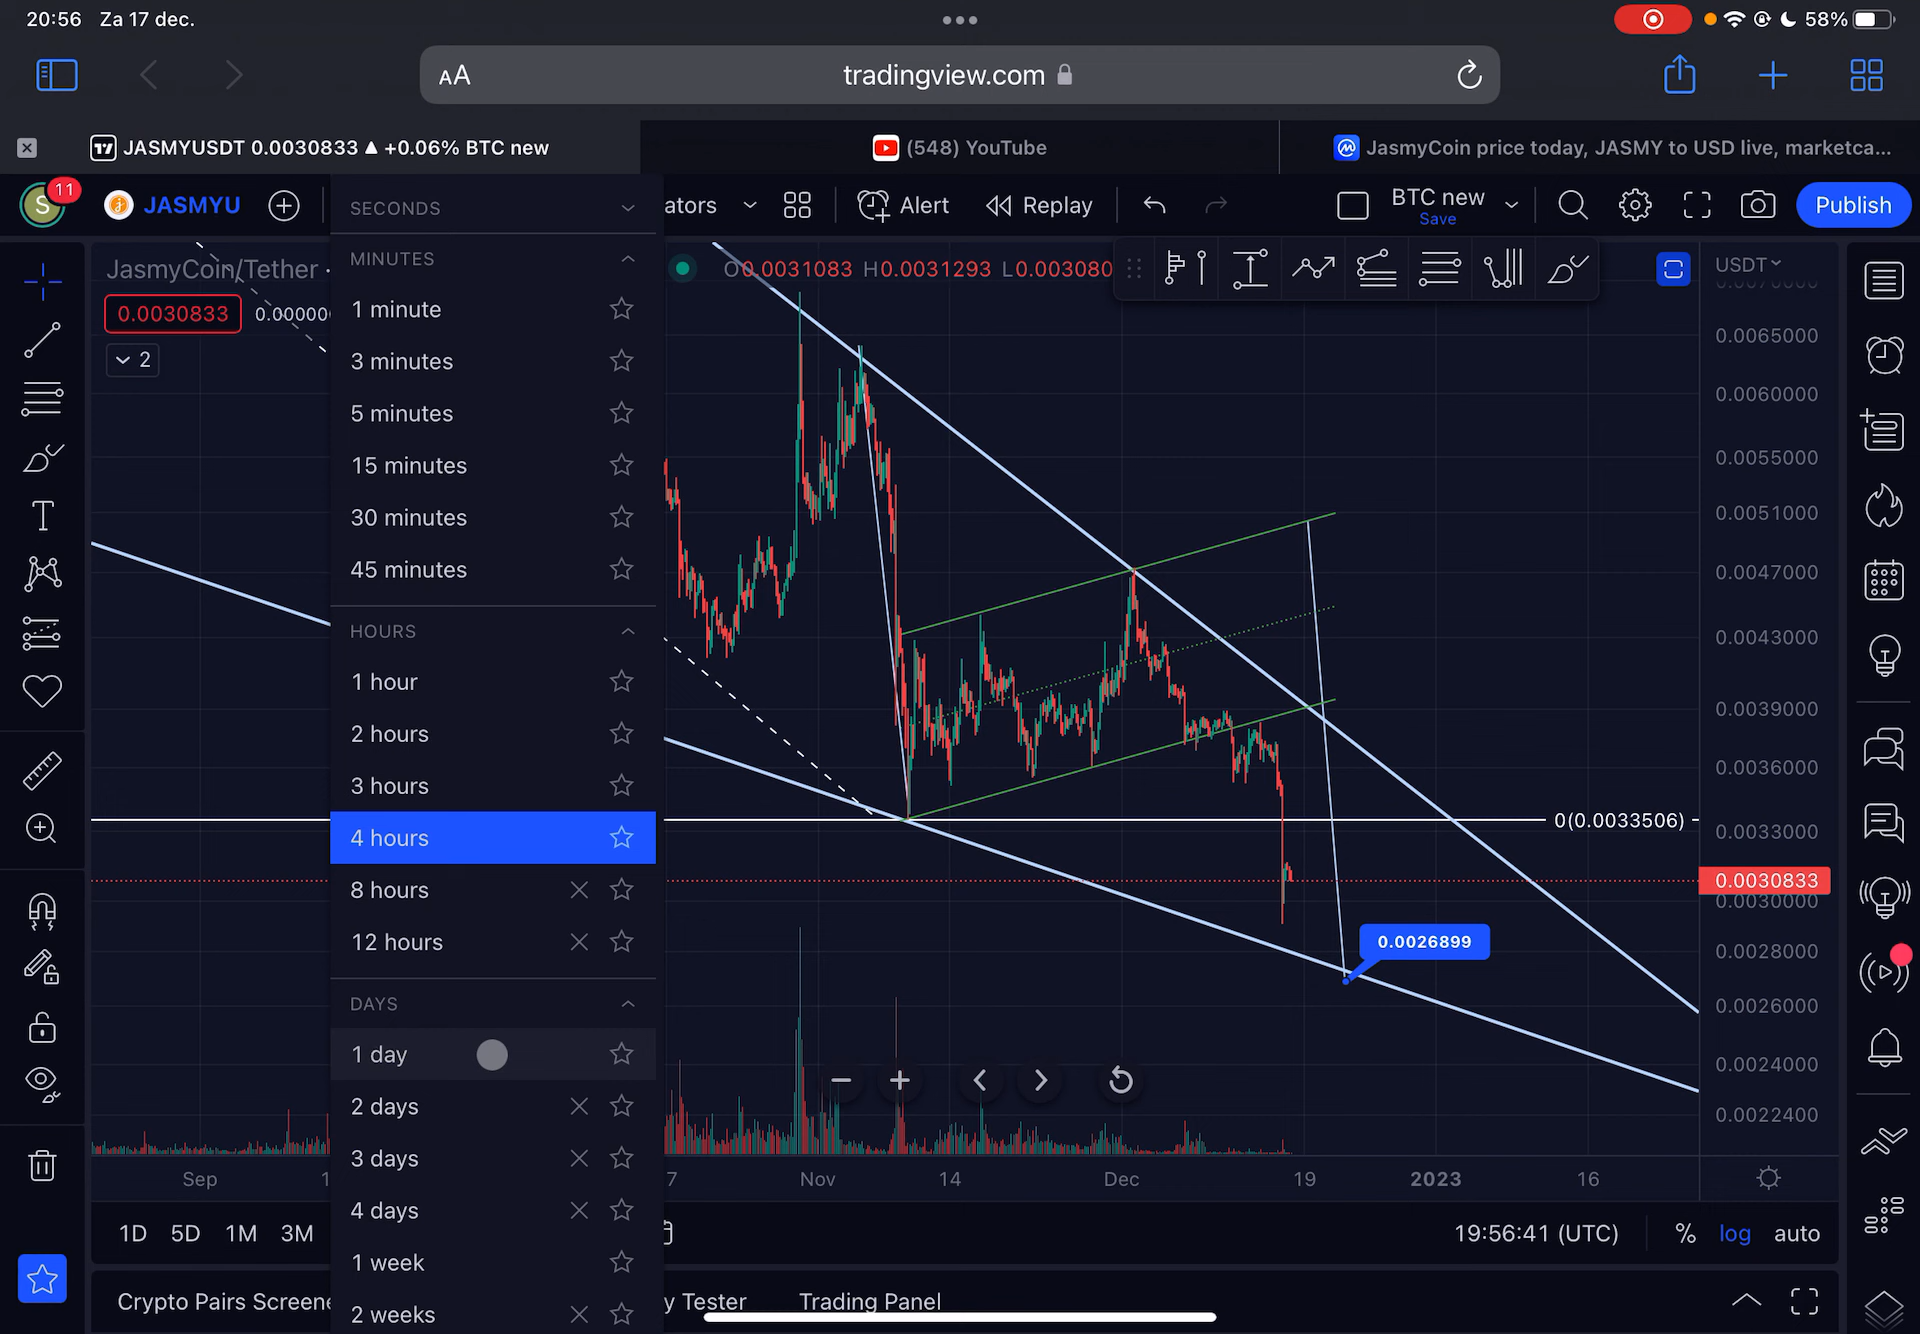 20:56 Za 17 dec.
58%
AA tradingview.com
JASMYUSDT 0.0030833 ▲ +0.06% BTC new
(548) YouTube
JasmyCoin price today, JASMY to USD live, marketca...
S 11 JASMYU
ators
Alert
Replay
BTC new
Save
Publish
JasmyCoin/Tether ·
O0.0031083 H0.0031293 L0.003080
USDT
0.0030833 0.00000
2
SECONDS
MINUTES
1 minute
3 minutes
5 minutes
15 minutes
30 minutes
45 minutes
HOURS
1 hour
2 hours
3 hours
4 hours
8 hours
12 hours
DAYS
1 day
2 days
3 days
4 days
1 week
2 weeks
0.0065000
0.0060000
0.0055000
0.0051000
0.0047000
0.0043000
0.0039000
0.0036000
0(0.0033506)
0.0033000
0.0030833
0.0030000
0.0026899
0.0028000
0.0026000
0.0024000
0.0022400
Sep 1 7 Nov 14 Dec 19 2023 16
1D 5D 1M 3M
19:56:41 (UTC) % log auto
Crypto Pairs Screene y Tester Trading Panel